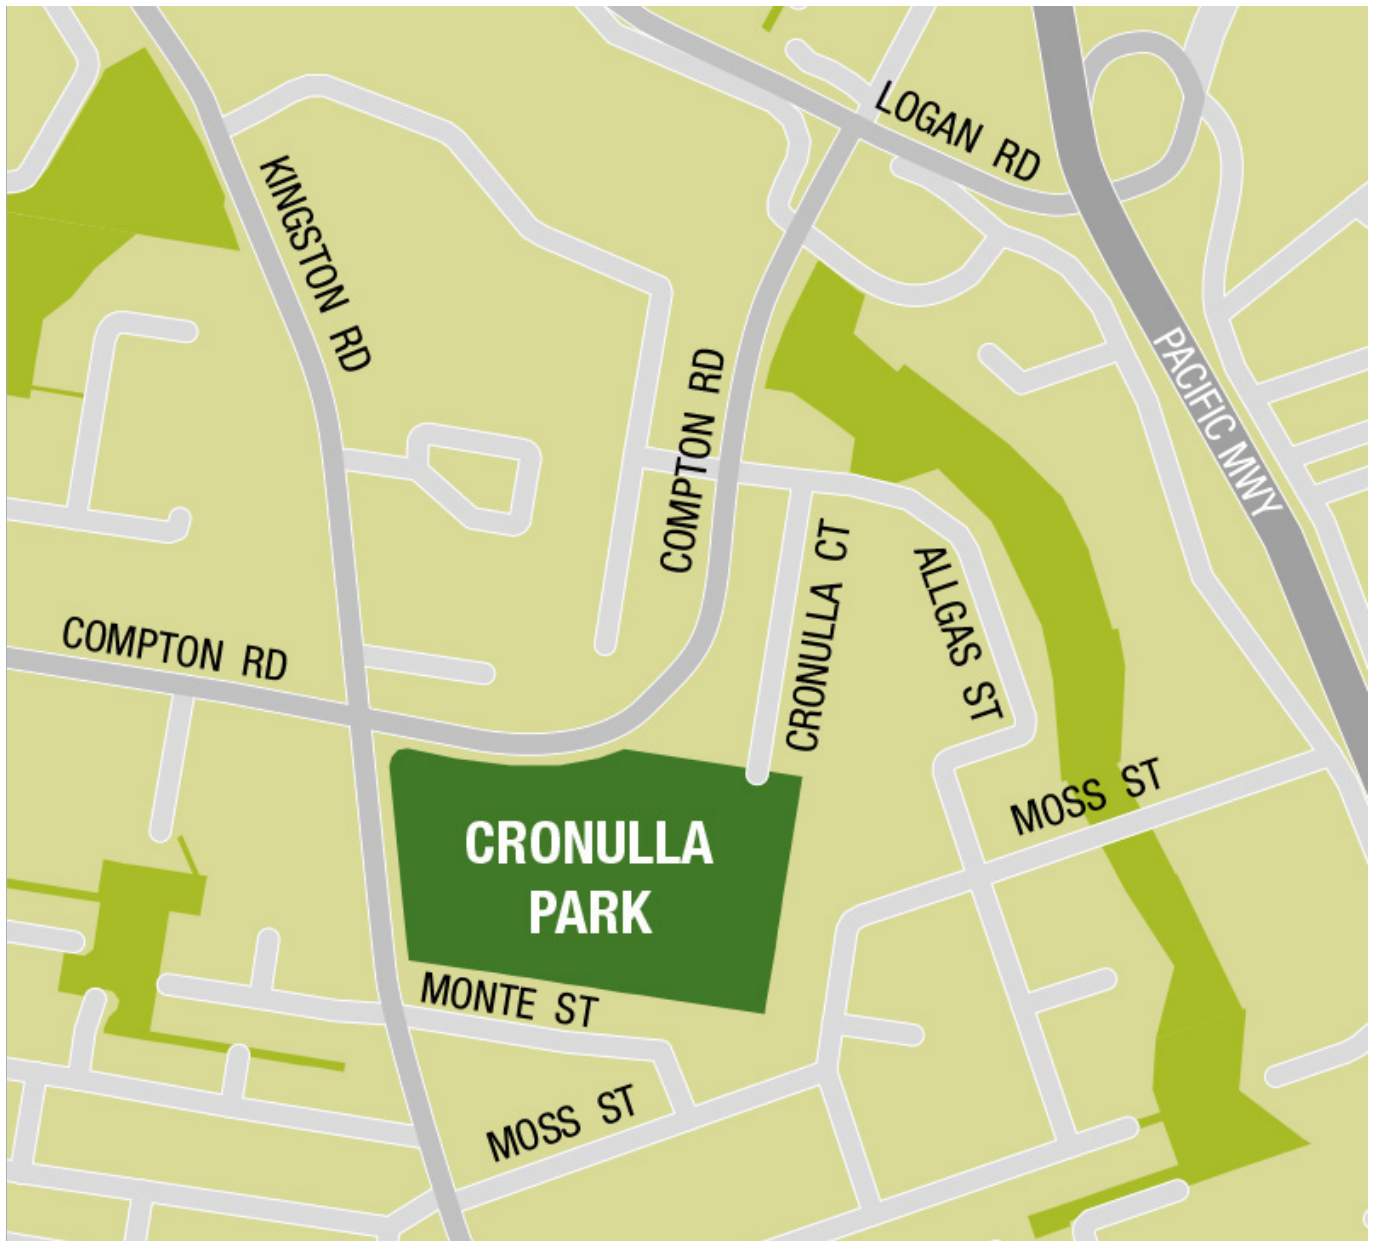 LOGAN RD
KINGSTON RD
COMPTON RD
PACIFIC MWY
CRONULLA CT
ALLGAS ST
COMPTON RD
MOSS ST
CRONULLA
PARK
MONTE ST
MOSS ST